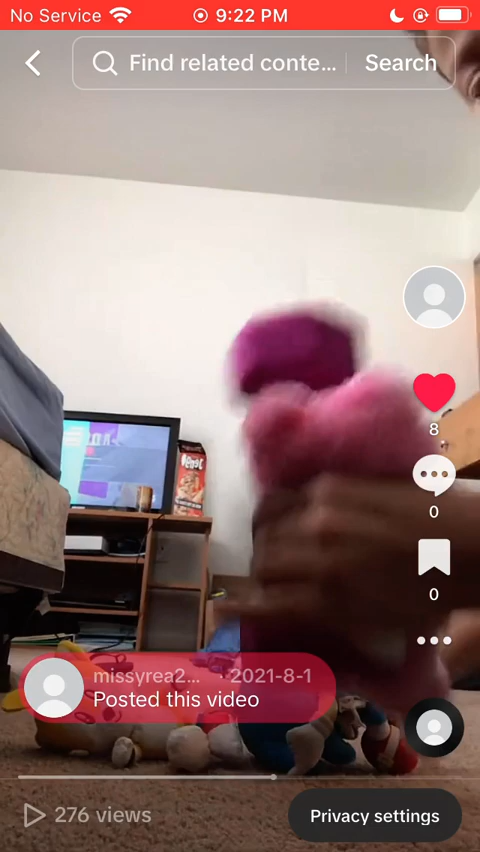 No Service 9:22 PM
Find related conte... Search
8
0
0
missyrea2... · 2021-8-1
Posted this video
276 views
Privacy settings